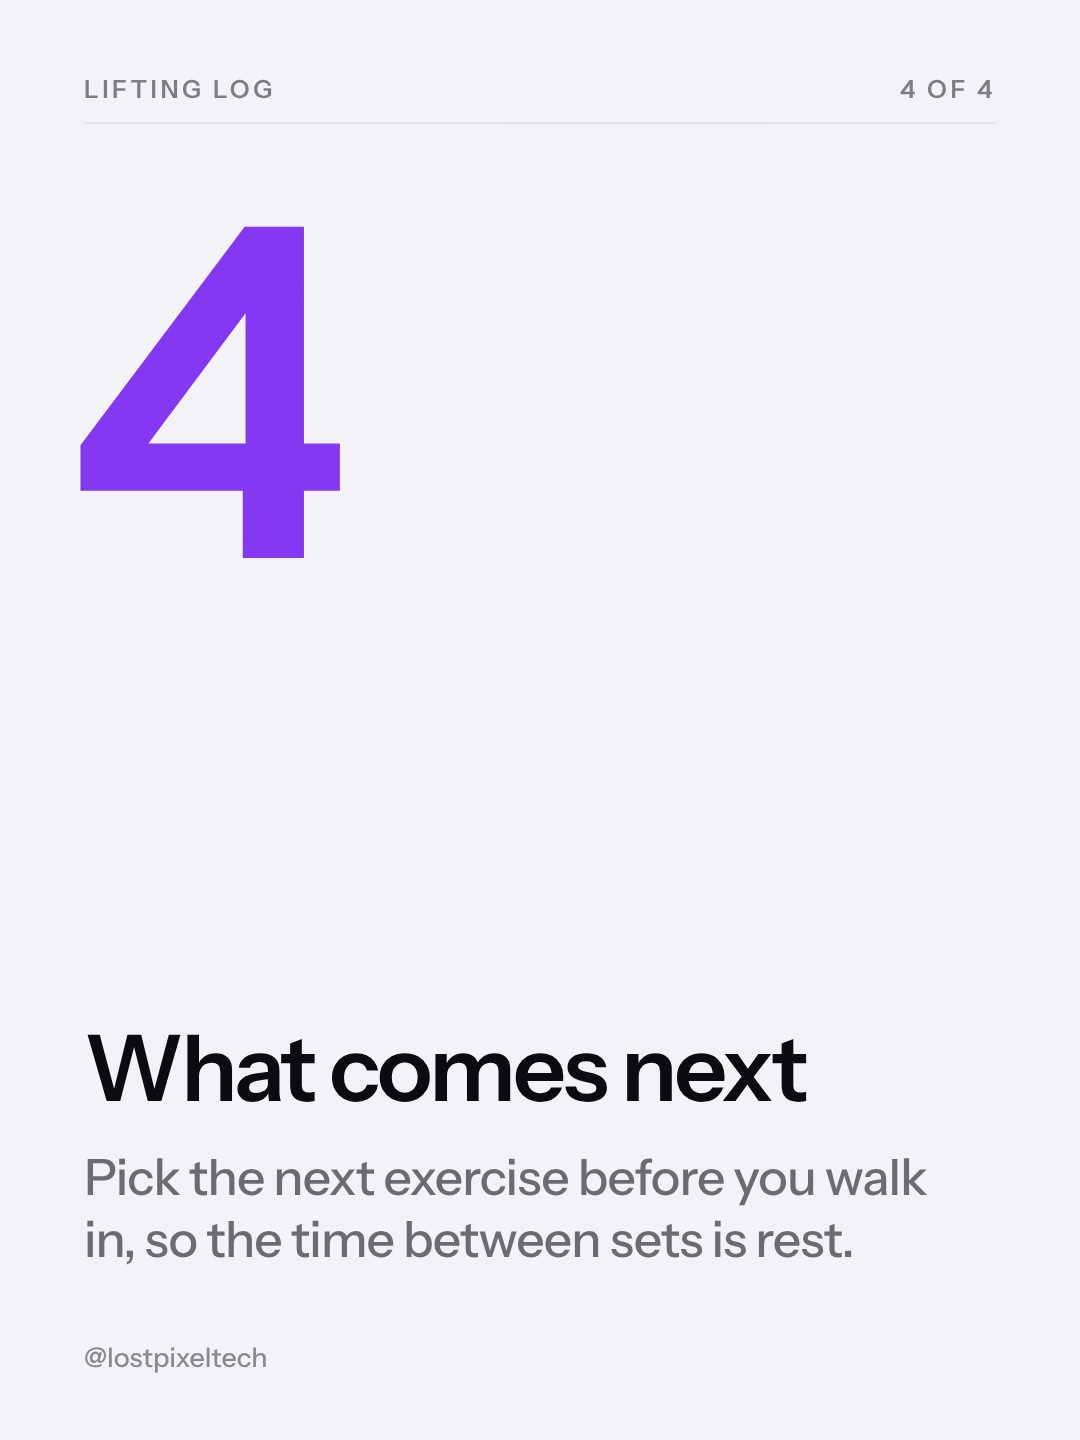 LIFTING LOG
4 OF 4
4
What comes next
Pick the next exercise before you walk
in, so the time between sets is rest.
@lostpixeltech